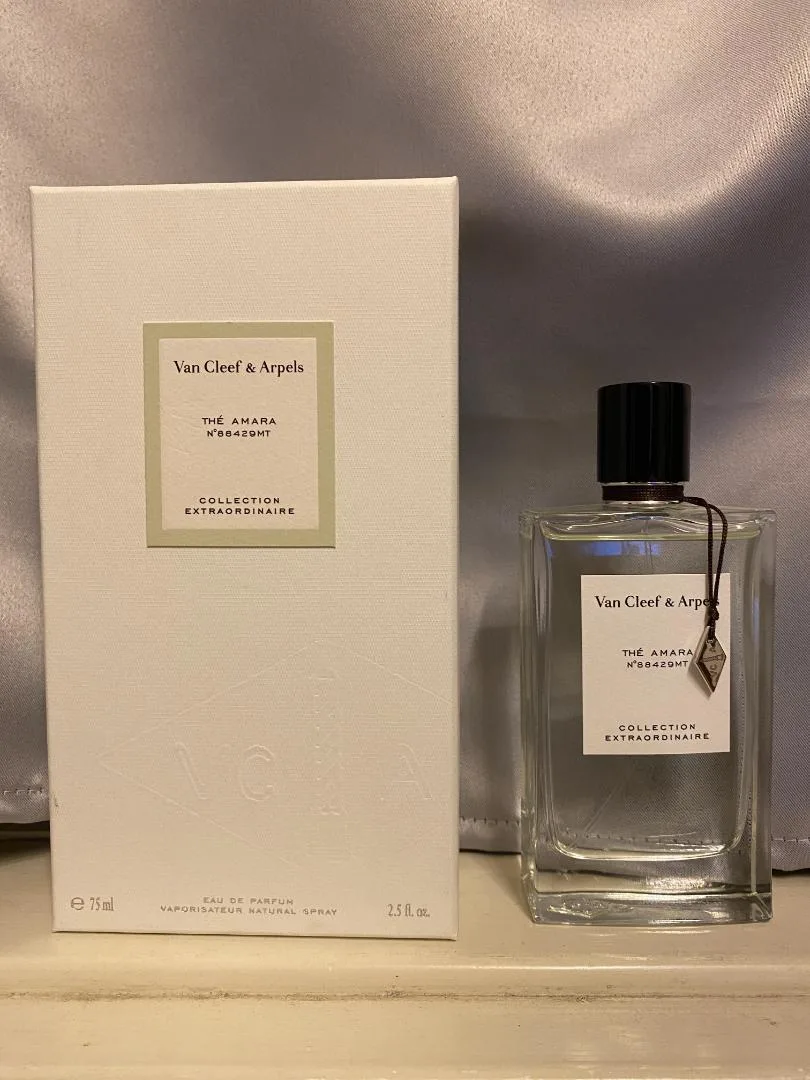 Van Cleef & Arpels
THÉ AMARA
N°88429MT
COLLECTION
EXTRAORDINAIRE
VCA
℮ 75 ml
EAU DE PARFUM
VAPORISATEUR NATURAL SPRAY
2.5 fl. oz.
Van Cleef & Arpels
THÉ AMARA
N°88429MT
COLLECTION
EXTRAORDINAIRE